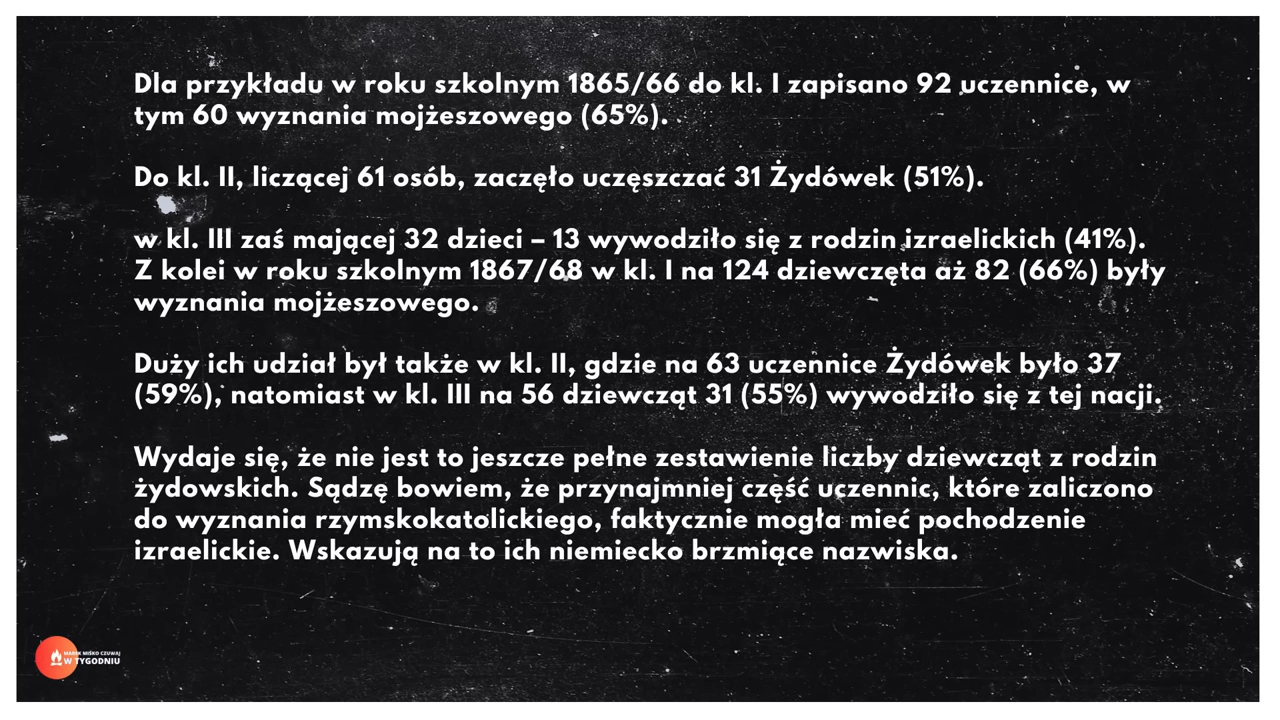 Dla przykładu w roku szkolnym 1865/66 do kl. I zapisano 92 uczennice, w
tym 60 wyznania mojżeszowego (65%).
Do kl. II, liczącej 61 osób, zaczęło uczęszczać 31 Żydówek (51%).
w kl. III zaś mającej 32 dzieci – 13 wywodziło się z rodzin izraelickich (41%).
Z kolei w roku szkolnym 1867/68 w kl. I na 124 dziewczęta aż 82 (66%) były
wyznania mojżeszowego.
Duży ich udział był także w kl. II, gdzie na 63 uczennice Żydówek było 37
(59%), natomiast w kl. III na 56 dziewcząt 31 (55%) wywodziło się z tej nacji.
Wydaje się, że nie jest to jeszcze pełne zestawienie liczby dziewcząt z rodzin
żydowskich. Sądzę bowiem, że przynajmniej część uczennic, które zaliczono
do wyznania rzymskokatolickiego, faktycznie mogła mieć pochodzenie
izraelickie. Wskazują na to ich niemiecko brzmiące nazwiska.
MAREK MIŚKO CZUWAJ
W TYGODNIU